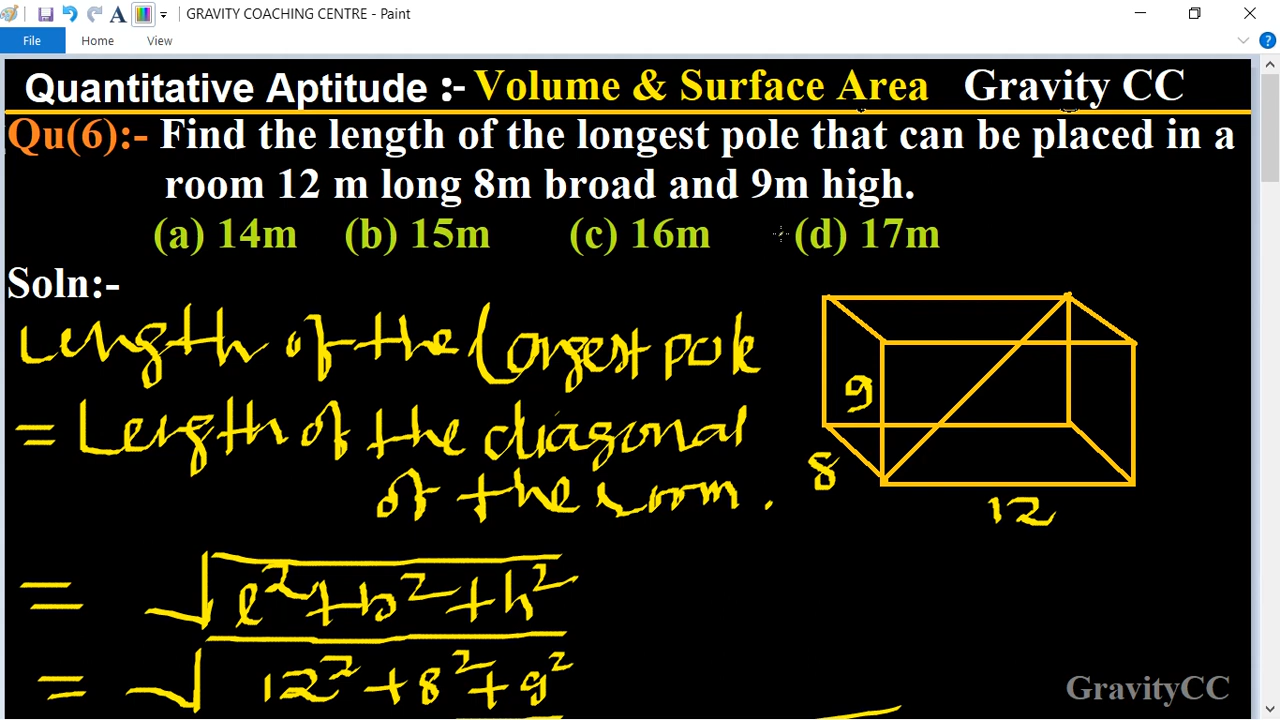 GRAVITY COACHING CENTRE - Paint
File Home View
Quantitative Aptitude :- Volume & Surface Area Gravity CC
Qu(6):- Find the length of the longest pole that can be placed in a
room 12 m long 8m broad and 9m high.
(a) 14m (b) 15m (c) 16m (d) 17m
Soln:-
Length of the Longest pole
= Length of the diagonal
of the room.
9
8
12
= √l²+b²+h²
= √12²+8²+9²
GravityCC